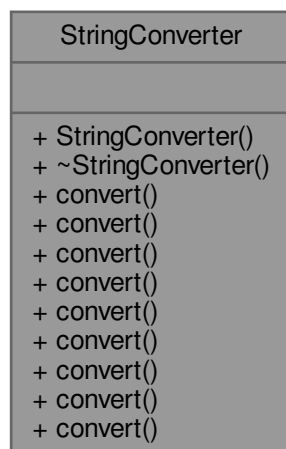 StringConverter
+ StringConverter()
+ ~StringConverter()
+ convert()
+ convert()
+ convert()
+ convert()
+ convert()
+ convert()
+ convert()
+ convert()
+ convert()